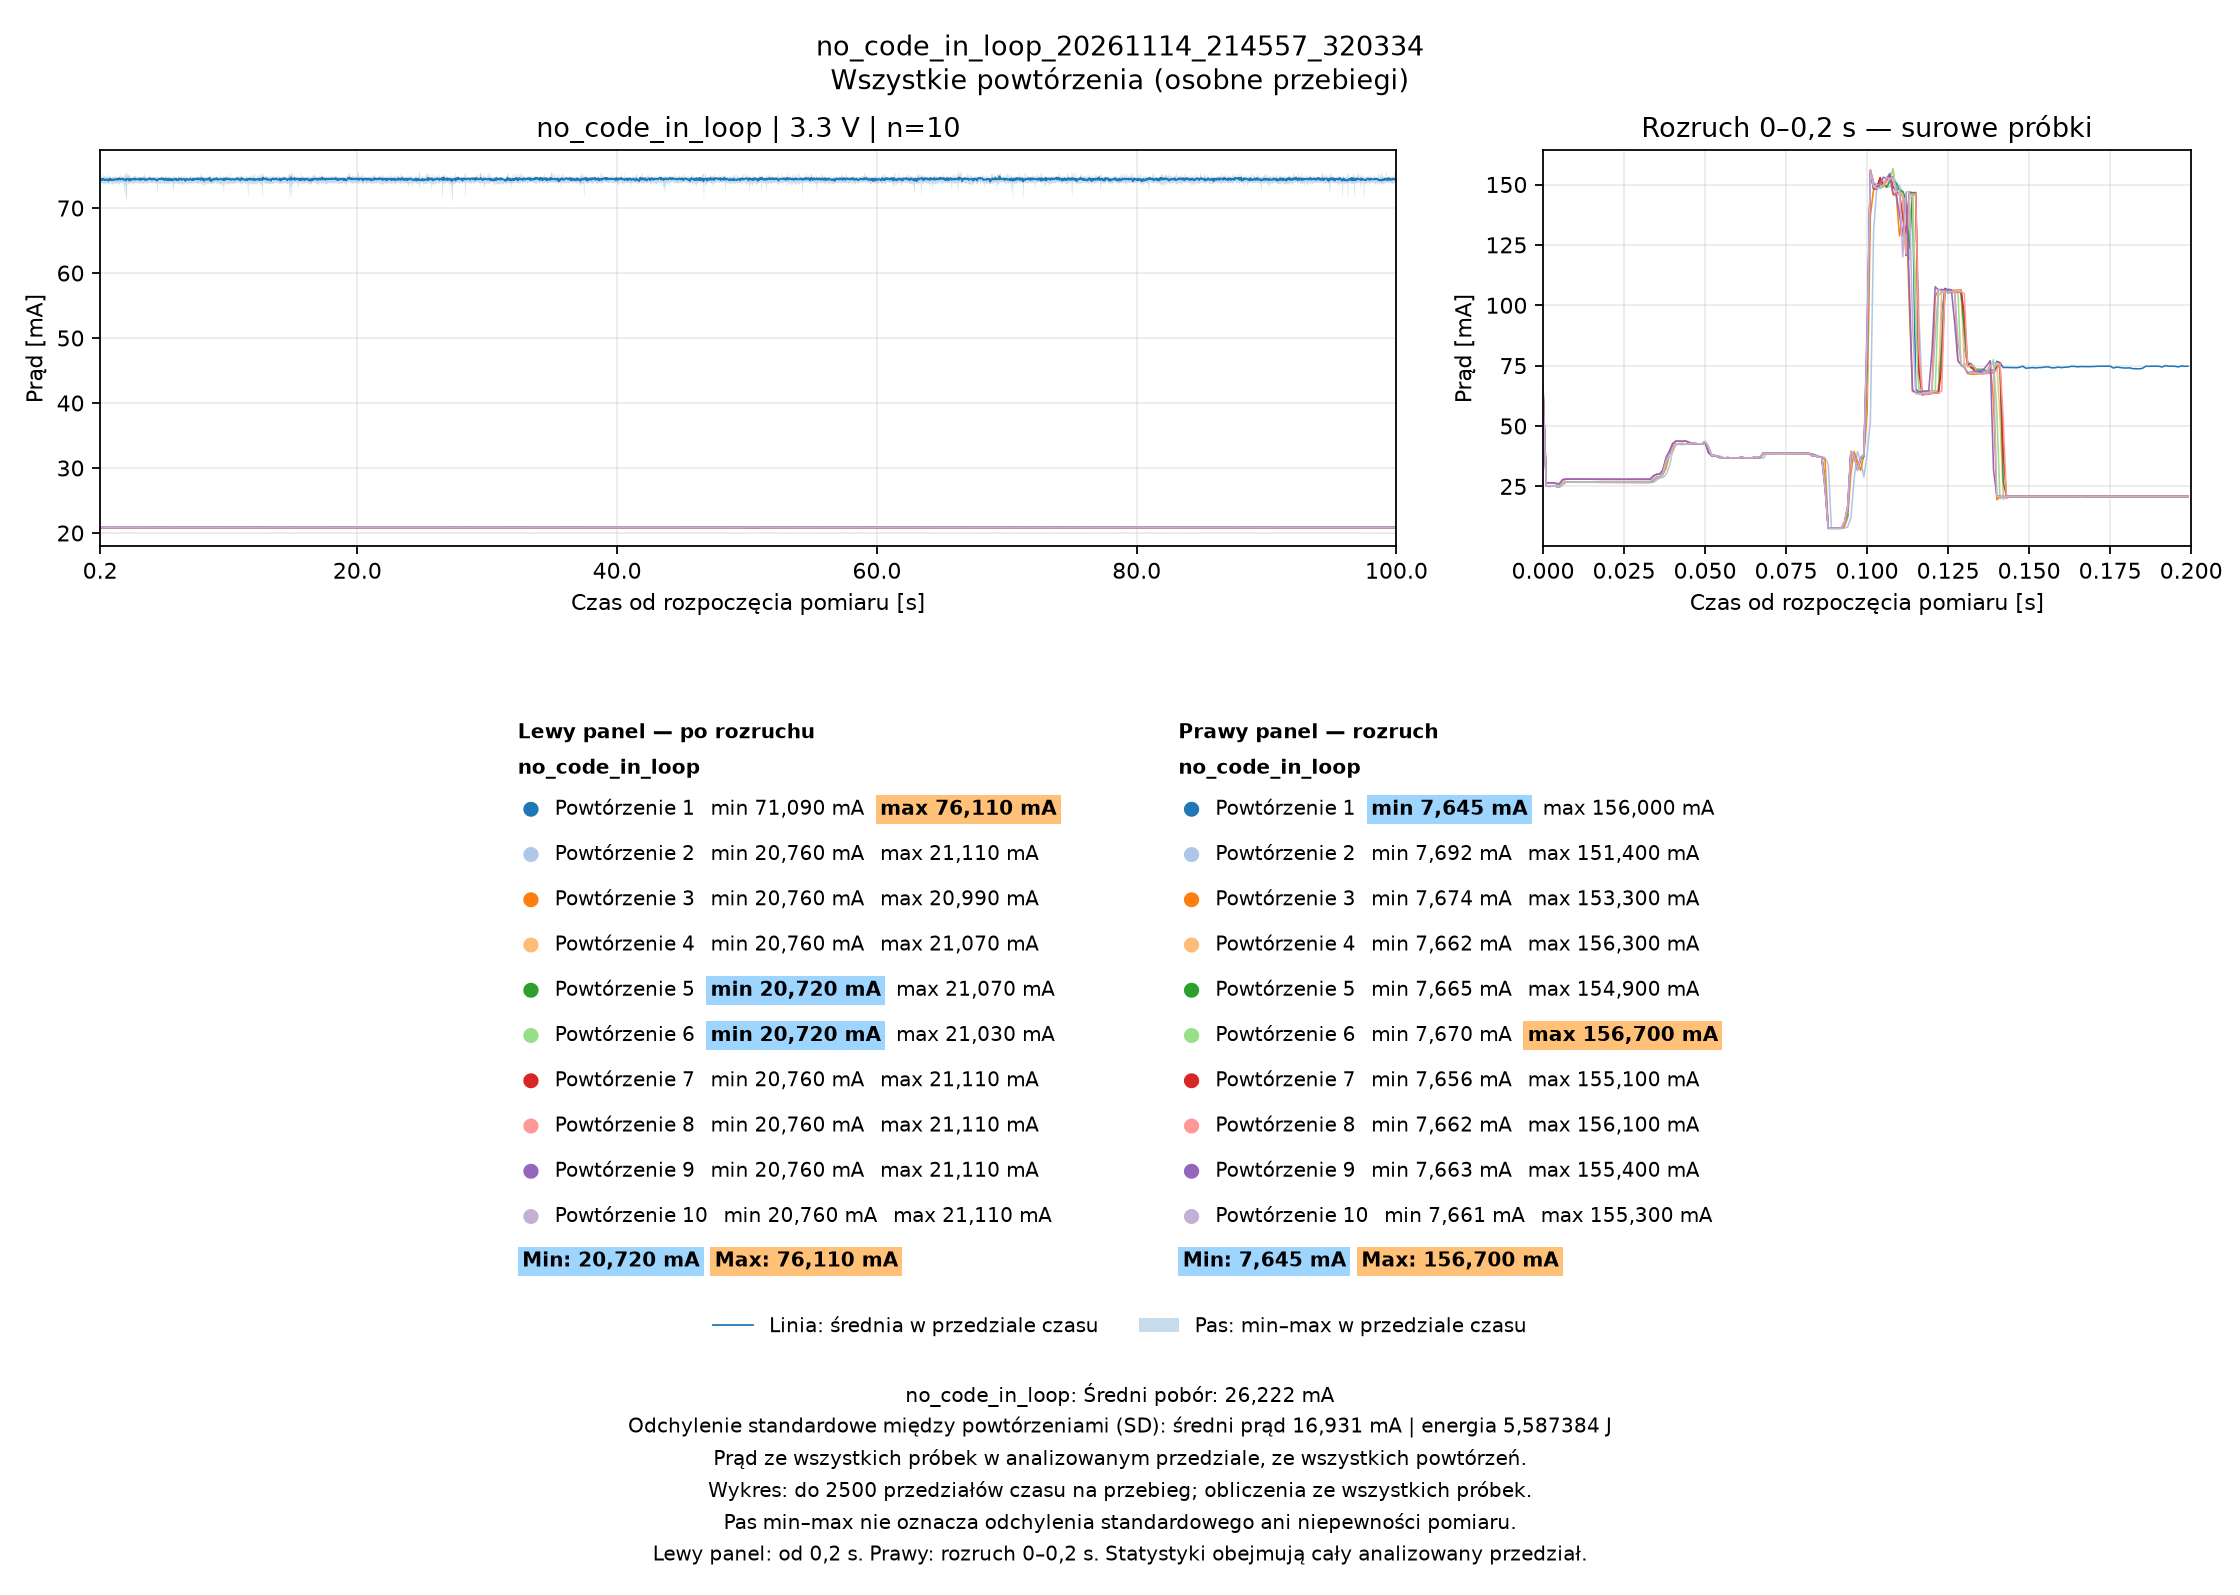 no_code_in_loop_20261114_214557_320334
Wszystkie powtórzenia (osobne przebiegi)
no_code_in_loop | 3.3 V | n=10
Prąd [mA]
70
60
50
40
30
20
0.2 20.0 40.0 60.0 80.0 100.0
Czas od rozpoczęcia pomiaru [s]
Rozruch 0–0,2 s — surowe próbki
Prąd [mA]
150
125
100
75
50
25
0.000 0.025 0.050 0.075 0.100 0.125 0.150 0.175 0.200
Czas od rozpoczęcia pomiaru [s]
Lewy panel — po rozruchu
no_code_in_loop
Powtórzenie 1 min 71,090 mA max 76,110 mA
Powtórzenie 2 min 20,760 mA max 21,110 mA
Powtórzenie 3 min 20,760 mA max 20,990 mA
Powtórzenie 4 min 20,760 mA max 21,070 mA
Powtórzenie 5 min 20,720 mA max 21,070 mA
Powtórzenie 6 min 20,720 mA max 21,030 mA
Powtórzenie 7 min 20,760 mA max 21,110 mA
Powtórzenie 8 min 20,760 mA max 21,110 mA
Powtórzenie 9 min 20,760 mA max 21,110 mA
Powtórzenie 10 min 20,760 mA max 21,110 mA
Min: 20,720 mA Max: 76,110 mA
Prawy panel — rozruch
no_code_in_loop
Powtórzenie 1 min 7,645 mA max 156,000 mA
Powtórzenie 2 min 7,692 mA max 151,400 mA
Powtórzenie 3 min 7,674 mA max 153,300 mA
Powtórzenie 4 min 7,662 mA max 156,300 mA
Powtórzenie 5 min 7,665 mA max 154,900 mA
Powtórzenie 6 min 7,670 mA max 156,700 mA
Powtórzenie 7 min 7,656 mA max 155,100 mA
Powtórzenie 8 min 7,662 mA max 156,100 mA
Powtórzenie 9 min 7,663 mA max 155,400 mA
Powtórzenie 10 min 7,661 mA max 155,300 mA
Min: 7,645 mA Max: 156,700 mA
Linia: średnia w przedziale czasu Pas: min–max w przedziale czasu
no_code_in_loop: Średni pobór: 26,222 mA
Odchylenie standardowe między powtórzeniami (SD): średni prąd 16,931 mA | energia 5,587384 J
Prąd ze wszystkich próbek w analizowanym przedziale, ze wszystkich powtórzeń.
Wykres: do 2500 przedziałów czasu na przebieg; obliczenia ze wszystkich próbek.
Pas min–max nie oznacza odchylenia standardowego ani niepewności pomiaru.
Lewy panel: od 0,2 s. Prawy: rozruch 0–0,2 s. Statystyki obejmują cały analizowany przedział.